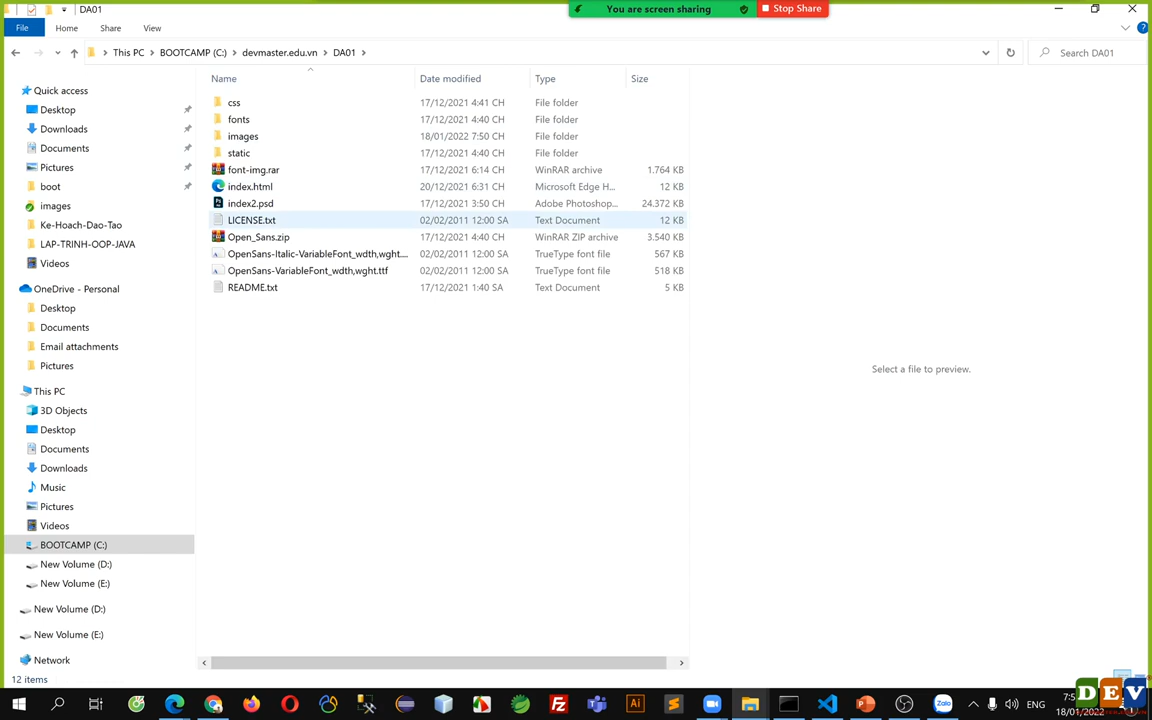 DA01
You are screen sharing
Stop Share
File
Home
Share
View
This PC
BOOTCAMP (C:)
devmaster.edu.vn
DA01
Search DA01
Name
Date modified
Type
Size
css 17/12/2021 4:41 CH File folder
fonts 17/12/2021 4:40 CH File folder
images 18/01/2022 7:50 CH File folder
static 17/12/2021 4:40 CH File folder
font-img.rar 17/12/2021 6:14 CH WinRAR archive 1.764 KB
index.html 20/12/2021 6:31 CH Microsoft Edge H... 12 KB
index2.psd 17/12/2021 3:50 CH Adobe Photoshop... 24.372 KB
LICENSE.txt 02/02/2011 12:00 SA Text Document 12 KB
Open_Sans.zip 17/12/2021 4:40 CH WinRAR ZIP archive 3.540 KB
OpenSans-Italic-VariableFont_wdth,wght.... 02/02/2011 12:00 SA TrueType font file 567 KB
OpenSans-VariableFont_wdth,wght.ttf 02/02/2011 12:00 SA TrueType font file 518 KB
README.txt 17/12/2021 1:40 SA Text Document 5 KB
Quick access
Desktop
Downloads
Documents
Pictures
boot
images
Ke-Hoach-Dao-Tao
LAP-TRINH-OOP-JAVA
Videos
OneDrive - Personal
Desktop
Documents
Email attachments
Pictures
This PC
3D Objects
Desktop
Documents
Downloads
Music
Pictures
Videos
BOOTCAMP (C:)
New Volume (D:)
New Volume (E:)
New Volume (D:)
New Volume (E:)
Network
Select a file to preview.
12 items
ENG
18/01/2022
DEV